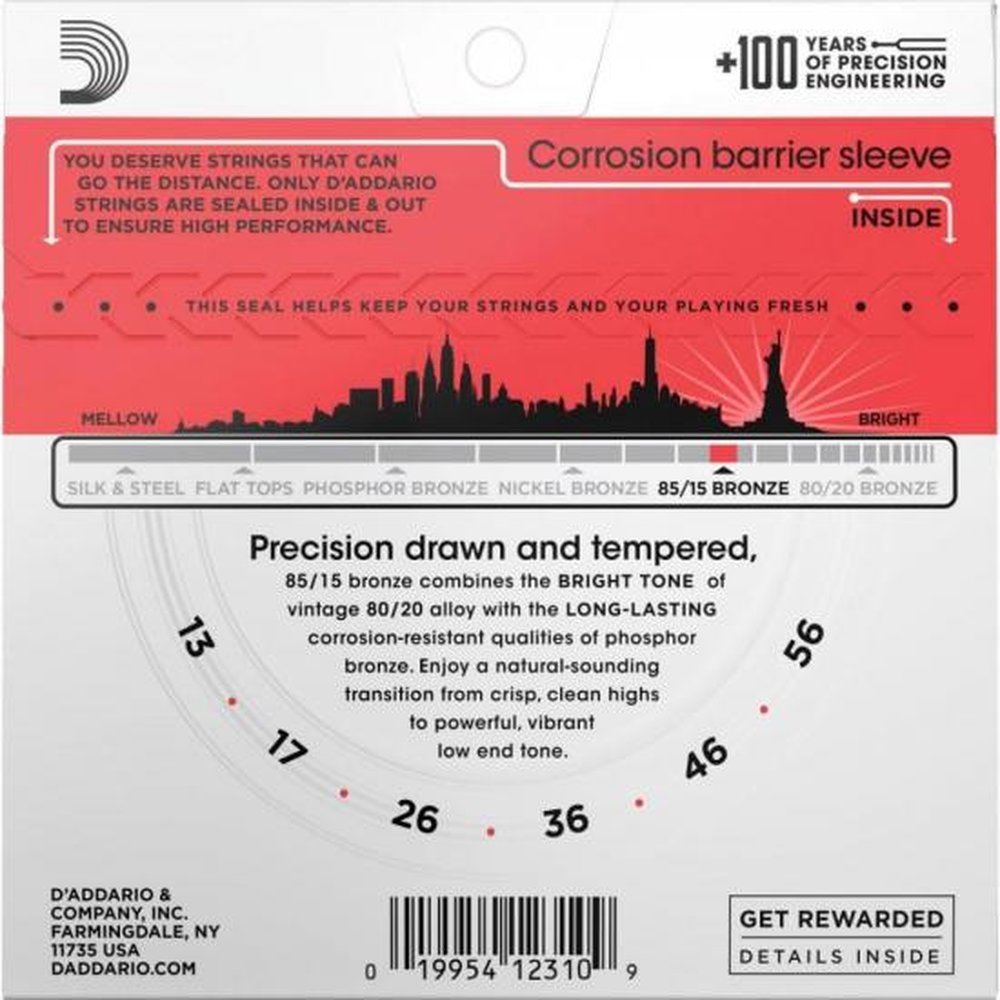 +100 YEARS
OF PRECISION
ENGINEERING
YOU DESERVE STRINGS THAT CAN
GO THE DISTANCE. ONLY D'ADDARIO
STRINGS ARE SEALED INSIDE & OUT
TO ENSURE HIGH PERFORMANCE.
Corrosion barrier sleeve
INSIDE
THIS SEAL HELPS KEEP YOUR STRINGS AND YOUR PLAYING FRESH
MELLOW
BRIGHT
SILK & STEEL FLAT TOPS PHOSPHOR BRONZE NICKEL BRONZE 85/15 BRONZE 80/20 BRONZE
Precision drawn and tempered,
85/15 bronze combines the BRIGHT TONE of
vintage 80/20 alloy with the LONG-LASTING
corrosion-resistant qualities of phosphor
bronze. Enjoy a natural-sounding
transition from crisp, clean highs
to powerful, vibrant
low end tone.
13
17
26
36
46
56
D'ADDARIO &
COMPANY, INC.
FARMINGDALE, NY
11735 USA
DADDARIO.COM
0 19954 12310 9
GET REWARDED
DETAILS INSIDE